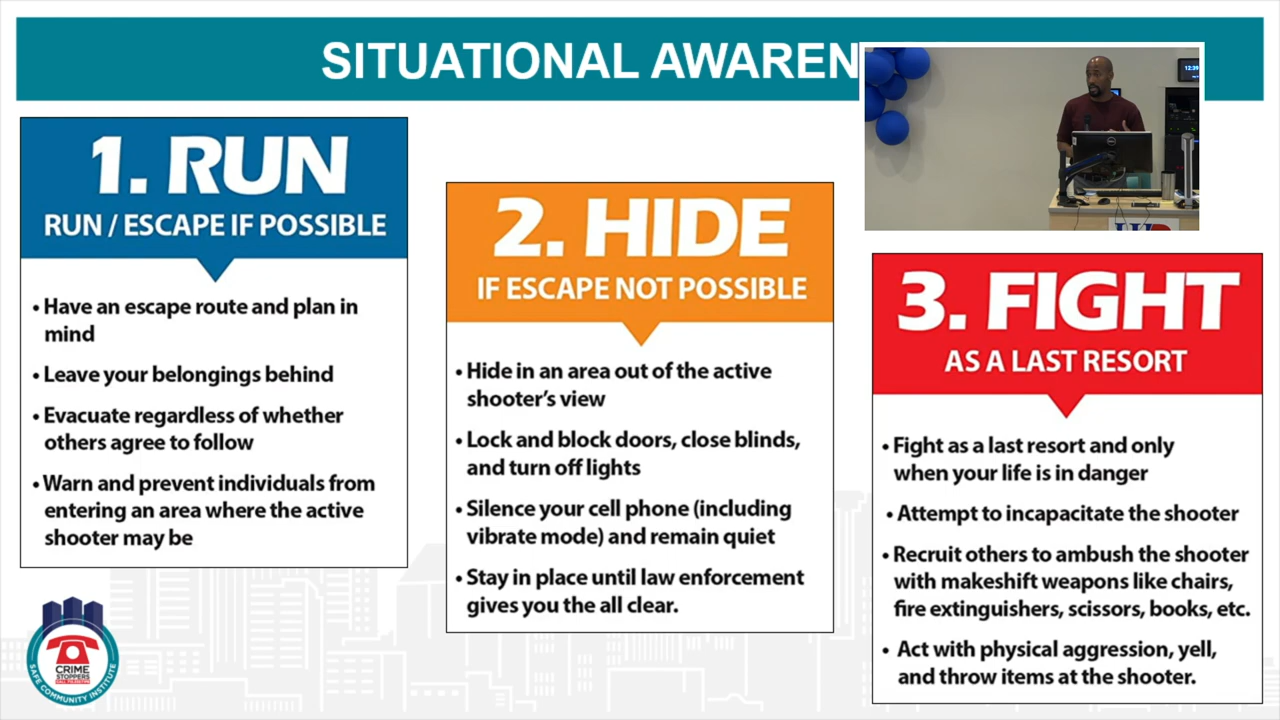 SITUATIONAL AWAREN
1. RUN
RUN / ESCAPE IF POSSIBLE
• Have an escape route and plan in
mind
• Leave your belongings behind
• Evacuate regardless of whether
others agree to follow
• Warn and prevent individuals from
entering an area where the active
shooter may be
2. HIDE
IF ESCAPE NOT POSSIBLE
• Hide in an area out of the active
shooter's view
• Lock and block doors, close blinds,
and turn off lights
• Silence your cell phone (including
vibrate mode) and remain quiet
• Stay in place until law enforcement
gives you the all clear.
3. FIGHT
AS A LAST RESORT
• Fight as a last resort and only
when your life is in danger
• Attempt to incapacitate the shooter
• Recruit others to ambush the shooter
with makeshift weapons like chairs,
fire extinguishers, scissors, books, etc.
• Act with physical aggression, yell,
and throw items at the shooter.
CRIME
STOPPERS
SAFE COMMUNITY INSTITUTE
DELL